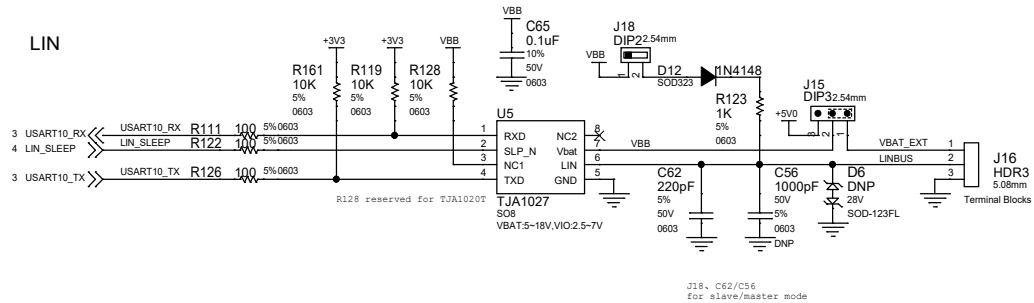 LIN
+3V3
+3V3
VBB
R161
10K
5%
0603
R119
10K
5%
0603
R128
10K
5%
0603
VBB
C65
0.1uF
10%
50V
0603
J18
DIP2 2.54mm
VBB
1
2
D12
SOD323
1N4148
R123
1K
5%
0603
J15
DIP3 2.54mm
+5V0
3
2
1
3 USART10_RX
USART10_RX
R111
100
5%0603
4 LIN_SLEEP
LIN_SLEEP
R122
100
5%0603
3 USART10_TX
USART10_TX
R126
100
5%0603
R128 reserved for TJA1020T
U5
1 RXD NC2 8
2 SLP_N Vbat 7
3 NC1 LIN 6
4 TXD GND 5
TJA1027
SO8
VBAT:5~18V,VIO:2.5~7V
VBB
C62
220pF
5%
50V
0603
C56
1000pF
50V
5%
0603
DNP
D6
DNP
28V
SOD-123FL
VBAT_EXT
LINBUS
1
2
3
J16
HDR3
5.08mm
Terminal Blocks
J18、C62/C56
for slave/master mode